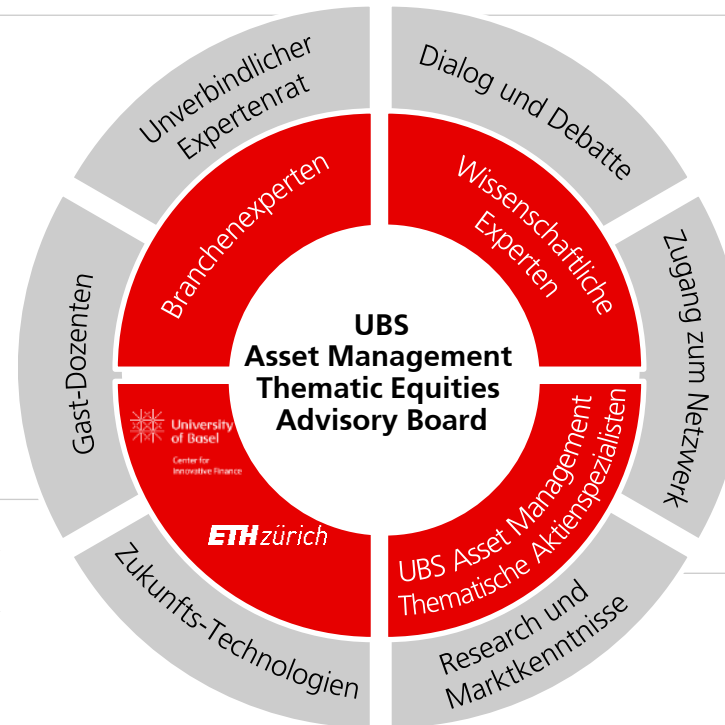 Unverbindlicher
Expertenrat
Dialog und Debatte
Branchenexperten
Wissenschaftliche
Experten
Gast-Dozenten
Zugang zum Netzwerk
UBS
Asset Management
Thematic Equities
Advisory Board
University
of Basel
Center for
Innovative Finance
ETH zürich
UBS Asset Management
Thematische Aktienspezialisten
Zukunfts-Technologien
Research und
Marktkenntnisse